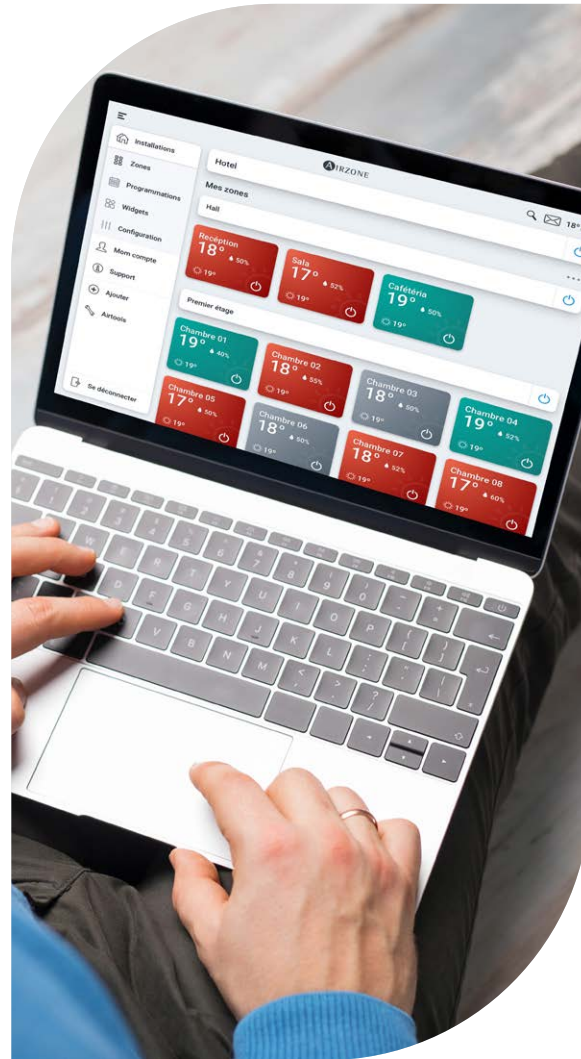 AIRZONE
18°
Installations
Zones
Programmations
Widgets
Configuration
Mom compte
Support
Ajouter
Airtools
Se déconnecter
Hotel
Mes zones
Hall
Réception
18° 50%
19°
Sala
17° 52%
19°
Cafétéria
19° 50%
19°
Premier étage
Chambre 01
19° 40%
19°
Chambre 02
18° 55%
19°
Chambre 03
18° 50%
19°
Chambre 04
19° 52%
19°
Chambre 05
17° 50%
19°
Chambre 06
18° 50%
19°
Chambre 07
18° 52%
19°
Chambre 08
17° 60%
19°
W E R T Y U I O P
D F G H J K L
V B N M